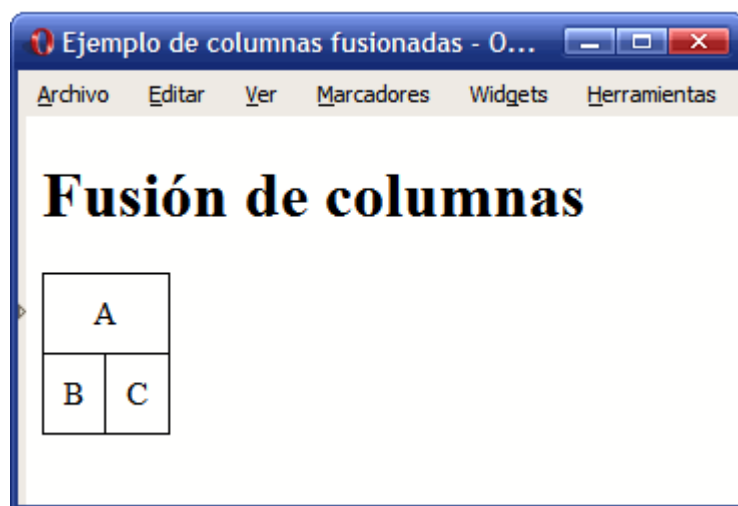 Ejemplo de columnas fusionadas - O...
Archivo Editar Ver Marcadores Widgets Herramientas
Fusión de columnas
A
B C